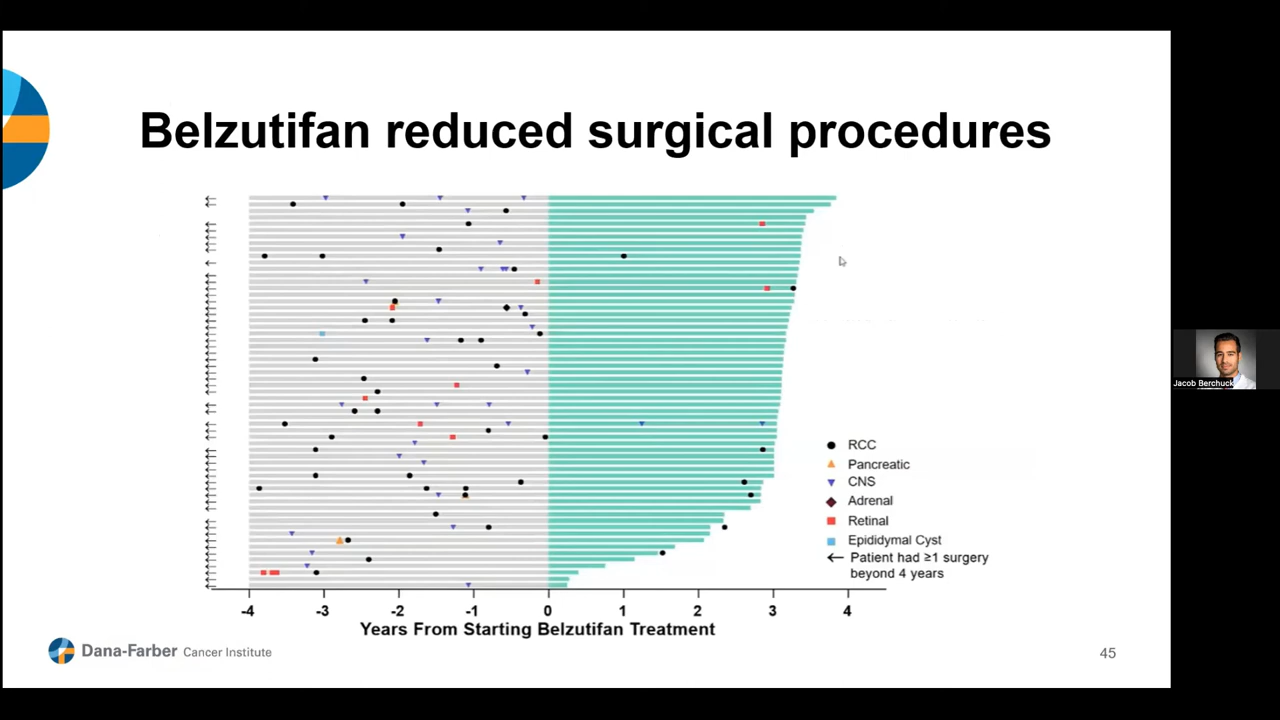 Belzutifan reduced surgical procedures
RCC
Pancreatic
CNS
Adrenal
Retinal
Epididymal Cyst
Patient had ≥1 surgery
beyond 4 years
-4 -3 -2 -1 0 1 2 3 4
Years From Starting Belzutifan Treatment
Dana-Farber Cancer Institute
45
Jacob Berchuck